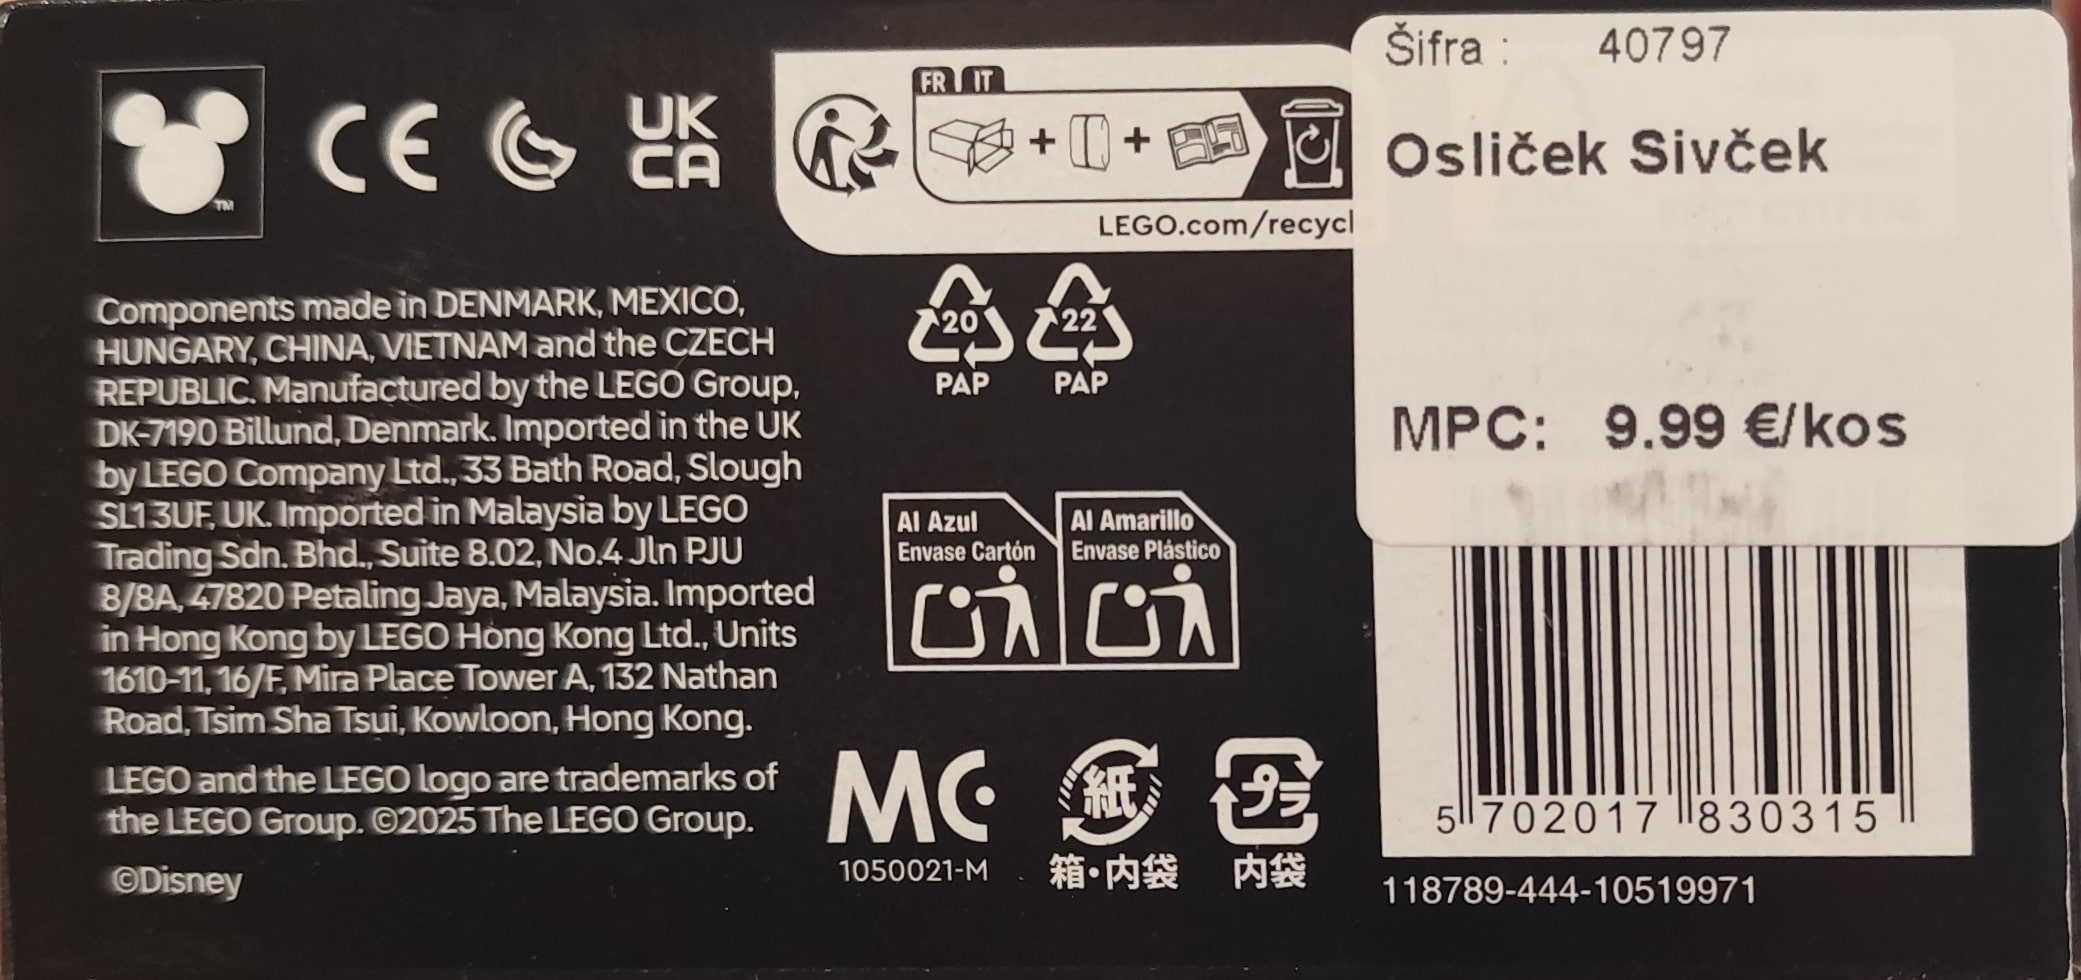 TM
CE
UK
CA
Components made in DENMARK, MEXICO,
HUNGARY, CHINA, VIETNAM and the CZECH
REPUBLIC. Manufactured by the LEGO Group,
DK-7190 Billund, Denmark. Imported in the UK
by LEGO Company Ltd., 33 Bath Road, Slough
SL1 3UF, UK. Imported in Malaysia by LEGO
Trading Sdn. Bhd., Suite 8.02, No.4 Jln PJU
8/8A, 47820 Petaling Jaya, Malaysia. Imported
in Hong Kong by LEGO Hong Kong Ltd., Units
1610-11, 16/F, Mira Place Tower A, 132 Nathan
Road, Tsim Sha Tsui, Kowloon, Hong Kong.
LEGO and the LEGO logo are trademarks of
the LEGO Group. ©2025 The LEGO Group.
©Disney
FR IT
+ +
LEGO.com/recycl
20 22
PAP PAP
Al Azul
Envase Cartón
Al Amarillo
Envase Plástico
MC
1050021-M
紙
箱・内袋
プラ
内袋
Šifra : 40797
Osliček Sivček
MPC: 9.99 €/kos
5 702017 830315
118789-444-10519971